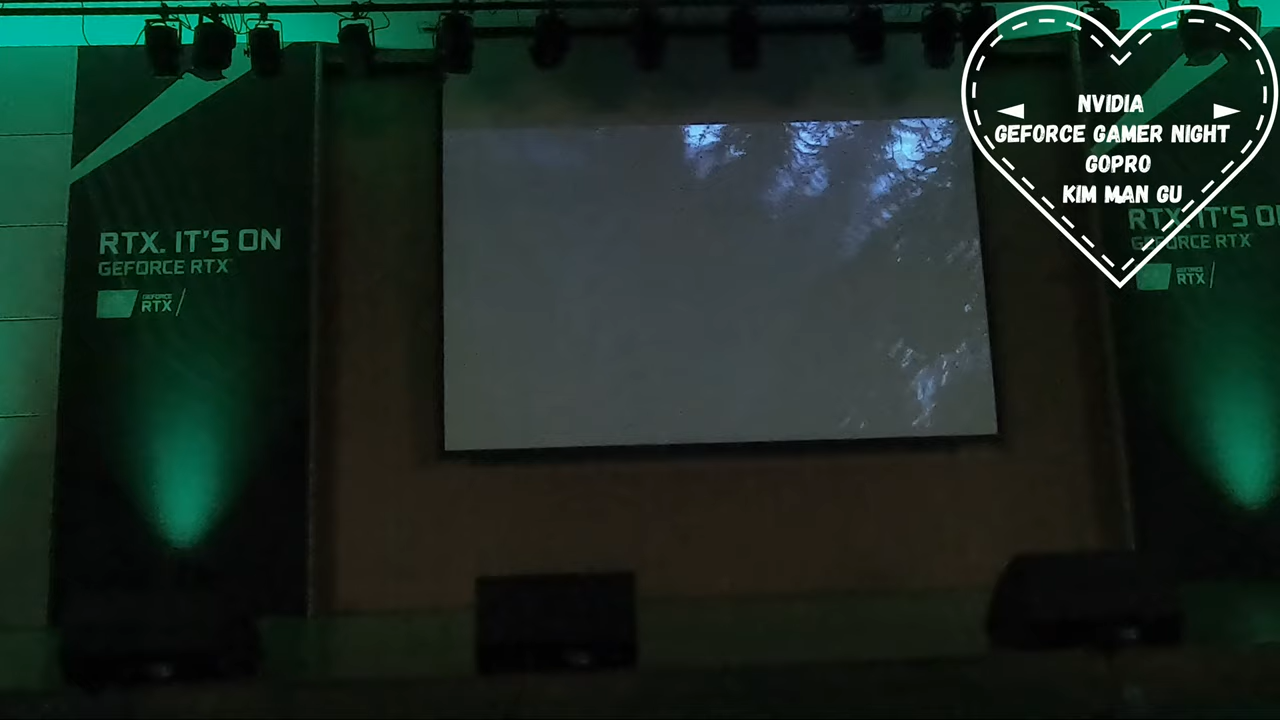 RTX. IT'S ON
GEFORCE RTX
GEFORCE
RTX
NVIDIA
GEFORCE GAMER NIGHT
GOPRO
KIM MAN GU
RTX. IT'S O
GEFORCE RTX
GEFORCE
RTX